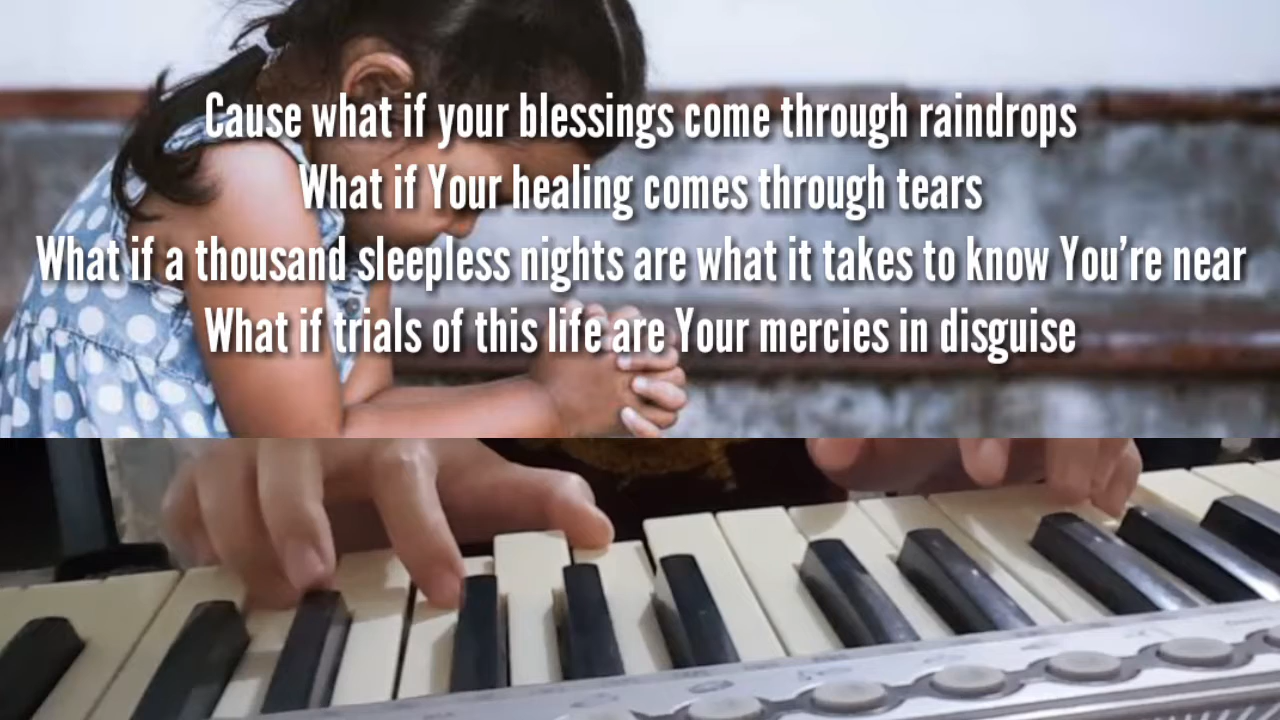 Cause what if your blessings come through raindrops
What if Your healing comes through tears
What if a thousand sleepless nights are what it takes to know You’re near
What if trials of this life are Your mercies in disguise